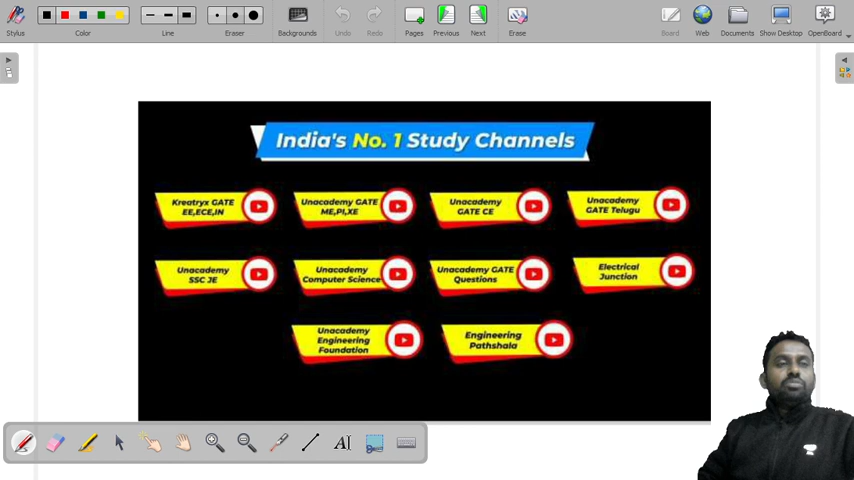 Stylus
Color
Line
Eraser
Backgrounds
Undo
Redo
Pages
Previous
Next
Erase
Board
Web
Documents
Show Desktop
OpenBoard
India's No. 1 Study Channels
Kreatryx GATE
EE,ECE,IN
Unacademy GATE
ME,PI,XE
Unacademy
GATE CE
Unacademy
GATE Telugu
Unacademy
SSC JE
Unacademy
Computer Science
Unacademy GATE
Questions
Electrical
Junction
Unacademy
Engineering
Foundation
Engineering
Pathshala
AI